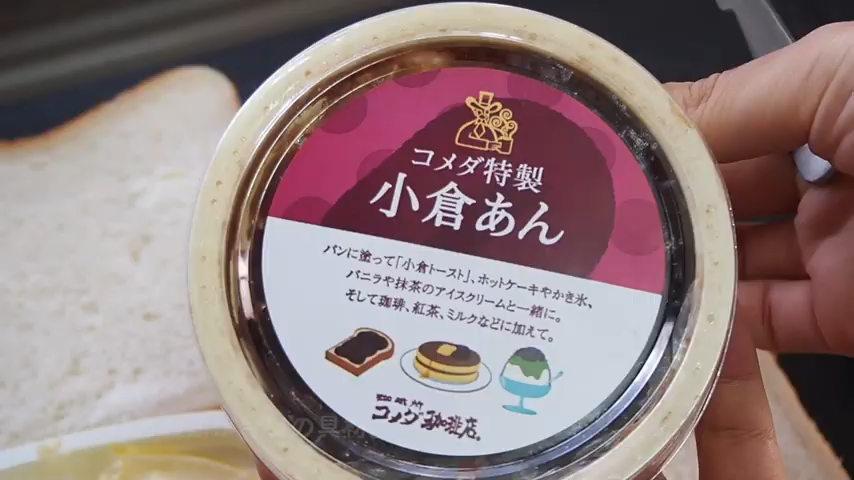 コメダ特製
小倉あん
パンに塗って「小倉トースト」、ホットケーキやかき氷、
バニラや抹茶のアイスクリームと一緒に。
そして珈琲、紅茶、ミルクなどに加えて。
珈琲所
コメダ珈琲店。